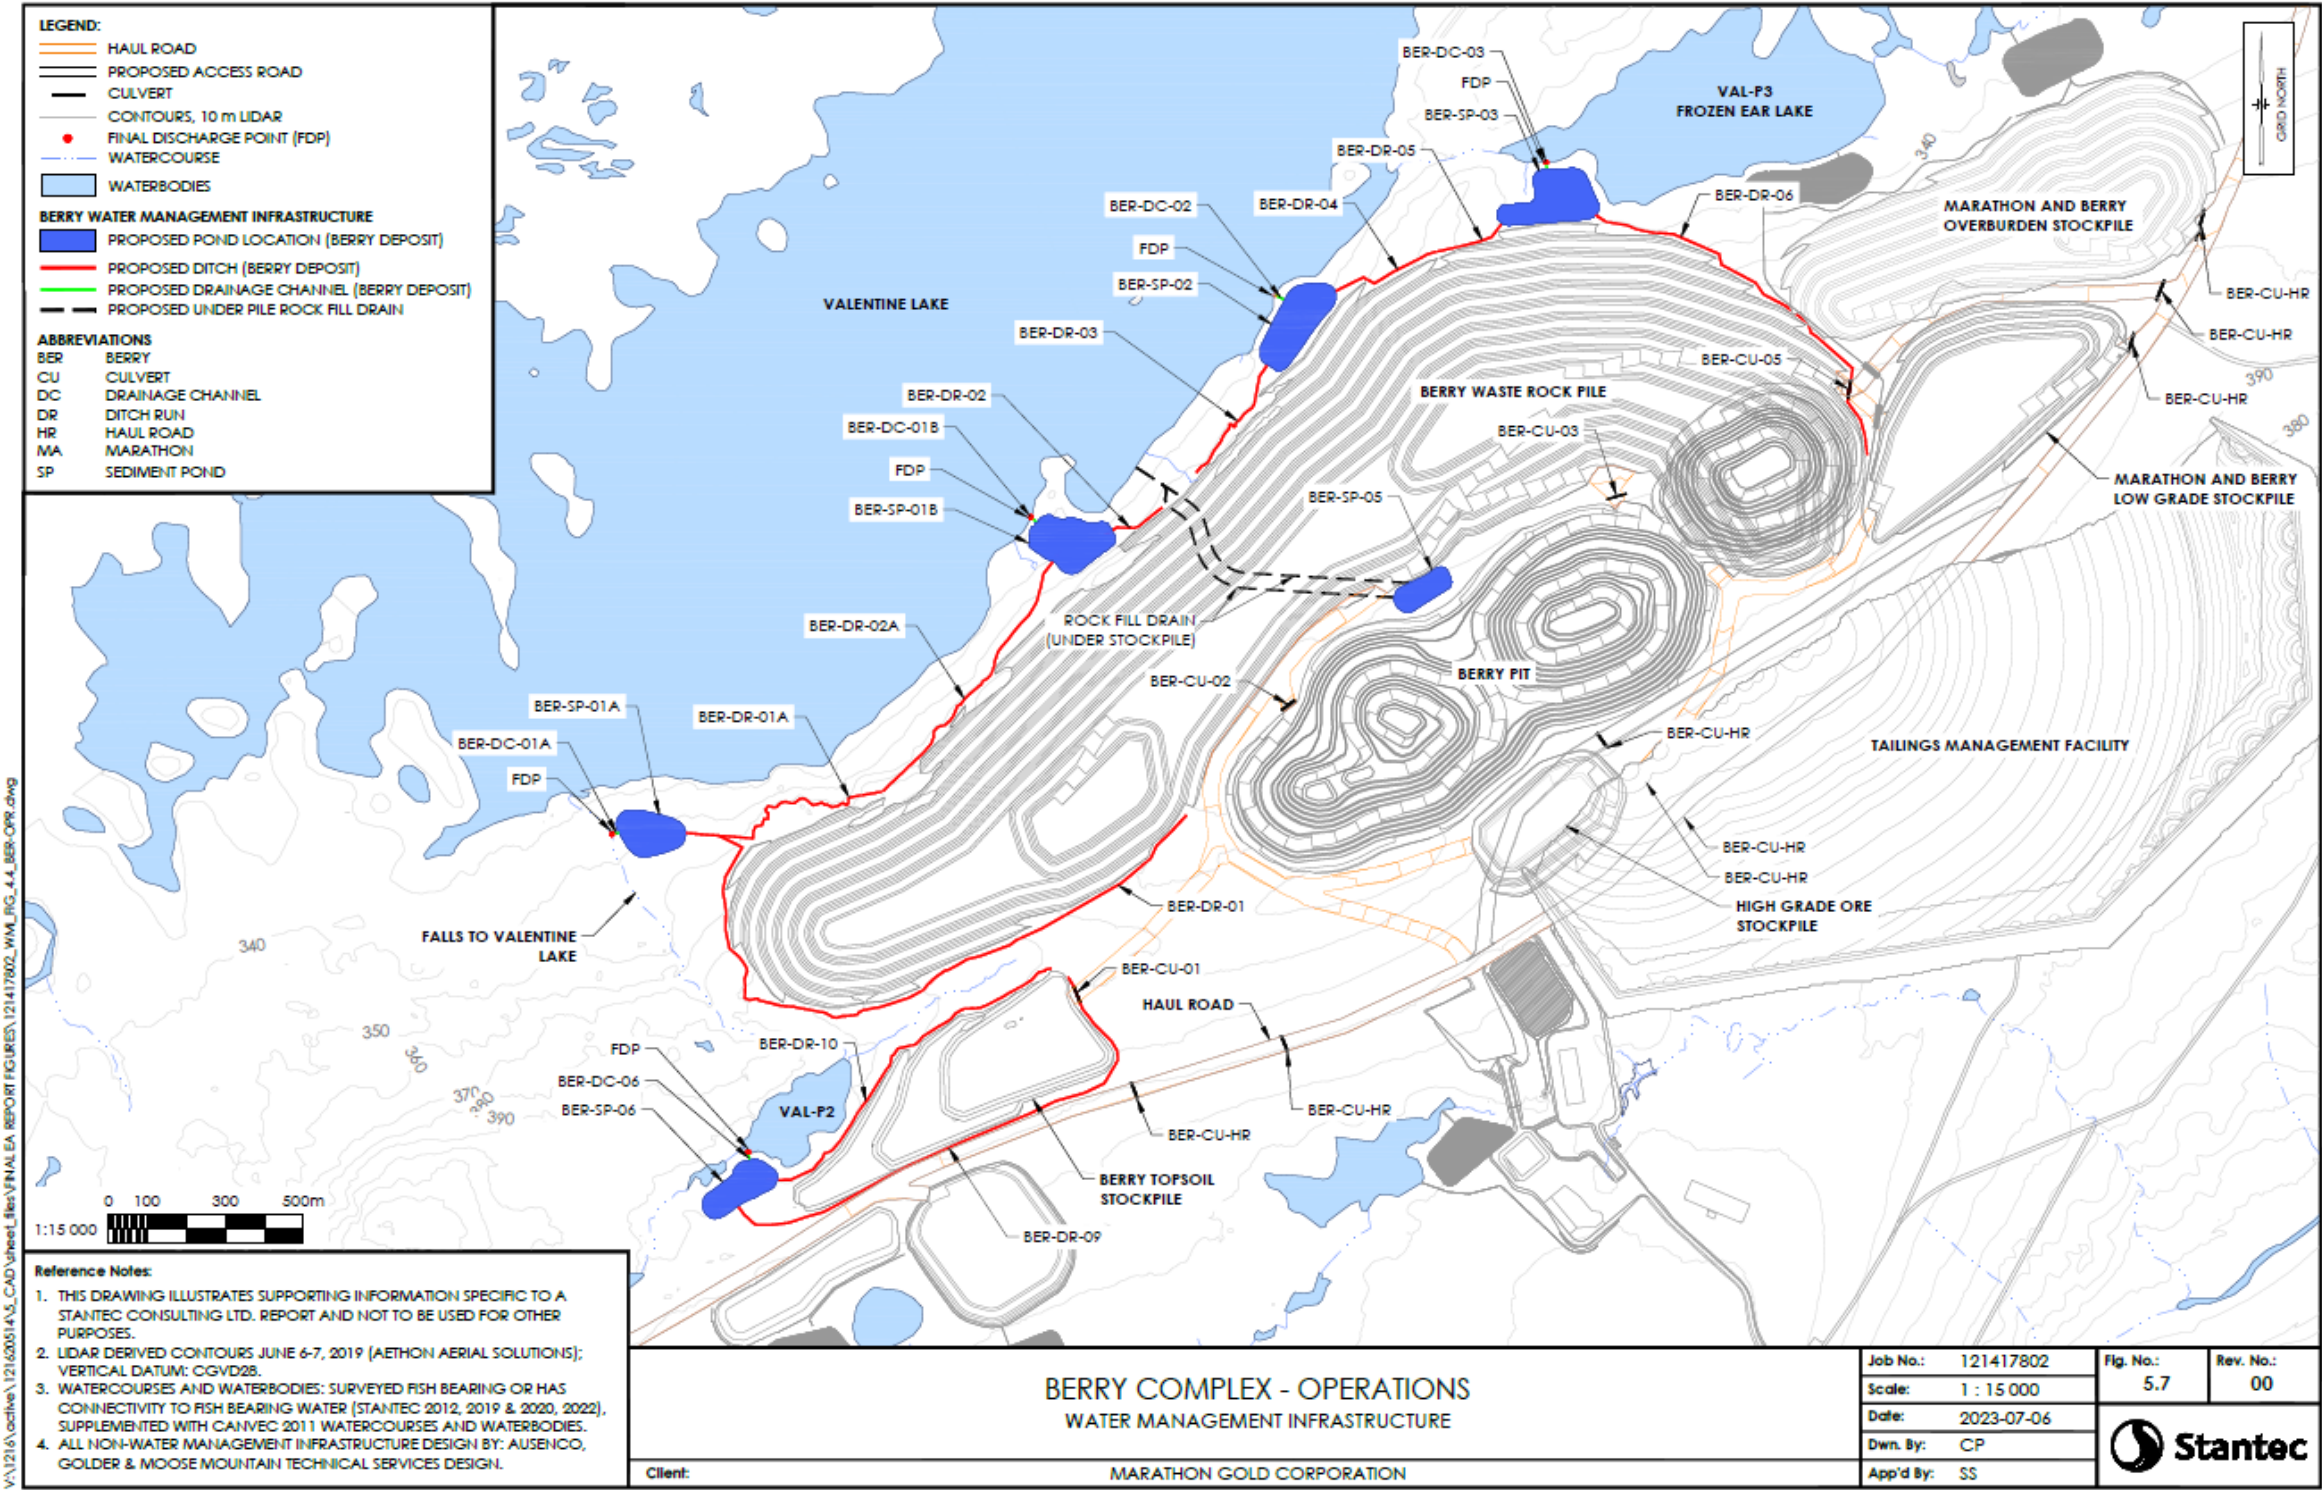 LEGEND:
HAUL ROAD
PROPOSED ACCESS ROAD
CULVERT
CONTOURS, 10 m LIDAR
FINAL DISCHARGE POINT (FDP)
WATERCOURSE
WATERBODIES
BERRY WATER MANAGEMENT INFRASTRUCTURE
PROPOSED POND LOCATION (BERRY DEPOSIT)
PROPOSED DITCH (BERRY DEPOSIT)
PROPOSED DRAINAGE CHANNEL (BERRY DEPOSIT)
PROPOSED UNDER PILE ROCK FILL DRAIN
ABBREVIATIONS
BER BERRY
CU CULVERT
DC DRAINAGE CHANNEL
DR DITCH RUN
HR HAUL ROAD
MA MARATHON
SP SEDIMENT POND
BER-DC-03
FDP
BER-SP-03
BER-DR-05
VAL-P3
FROZEN EAR LAKE
GRID NORTH
340
BER-DR-06
MARATHON AND BERRY
OVERBURDEN STOCKPILE
BER-DC-02
BER-DR-04
FDP
BER-SP-02
VALENTINE LAKE
BER-DR-03
BER-CU-HR
BER-CU-HR
BER-CU-05
390
BER-CU-HR
380
BER-DR-02
BERRY WASTE ROCK PILE
BER-DC-01B
BER-CU-03
FDP
BER-SP-01B
BER-SP-05
MARATHON AND BERRY
LOW GRADE STOCKPILE
BER-DR-02A
ROCK FILL DRAIN
(UNDER STOCKPILE)
BER-CU-02
BERRY PIT
BER-SP-01A
BER-DR-01A
BER-DC-01A
FDP
BER-CU-HR
TAILINGS MANAGEMENT FACILITY
BER-CU-HR
BER-CU-HR
HIGH GRADE ORE
STOCKPILE
BER-DR-01
FALLS TO VALENTINE
LAKE
340
BER-CU-01
HAUL ROAD
350
360
370
380
390
FDP
BER-DR-10
BER-DC-06
BER-SP-06
VAL-P2
BER-CU-HR
BER-CU-HR
BERRY TOPSOIL
STOCKPILE
BER-DR-09
0 100 300 500m
1:15 000
Reference Notes:
1. THIS DRAWING ILLUSTRATES SUPPORTING INFORMATION SPECIFIC TO A
STANTEC CONSULTING LTD. REPORT AND NOT TO BE USED FOR OTHER
PURPOSES.
2. LIDAR DERIVED CONTOURS JUNE 6-7, 2019 (AETHON AERIAL SOLUTIONS);
VERTICAL DATUM: CGVD28.
3. WATERCOURSES AND WATERBODIES: SURVEYED FISH BEARING OR HAS
CONNECTIVITY TO FISH BEARING WATER (STANTEC 2012, 2019 & 2020, 2022),
SUPPLEMENTED WITH CANVEC 2011 WATERCOURSES AND WATERBODIES.
4. ALL NON-WATER MANAGEMENT INFRASTRUCTURE DESIGN BY: AUSENCO,
GOLDER & MOOSE MOUNTAIN TECHNICAL SERVICES DESIGN.
BERRY COMPLEX - OPERATIONS
WATER MANAGEMENT INFRASTRUCTURE
Client: MARATHON GOLD CORPORATION
Job No.: 121417802
Scale: 1 : 15 000
Date: 2023-07-06
Dwn. By: CP
App'd By: SS
Fig. No.: 5.7
Rev. No.: 00
Stantec